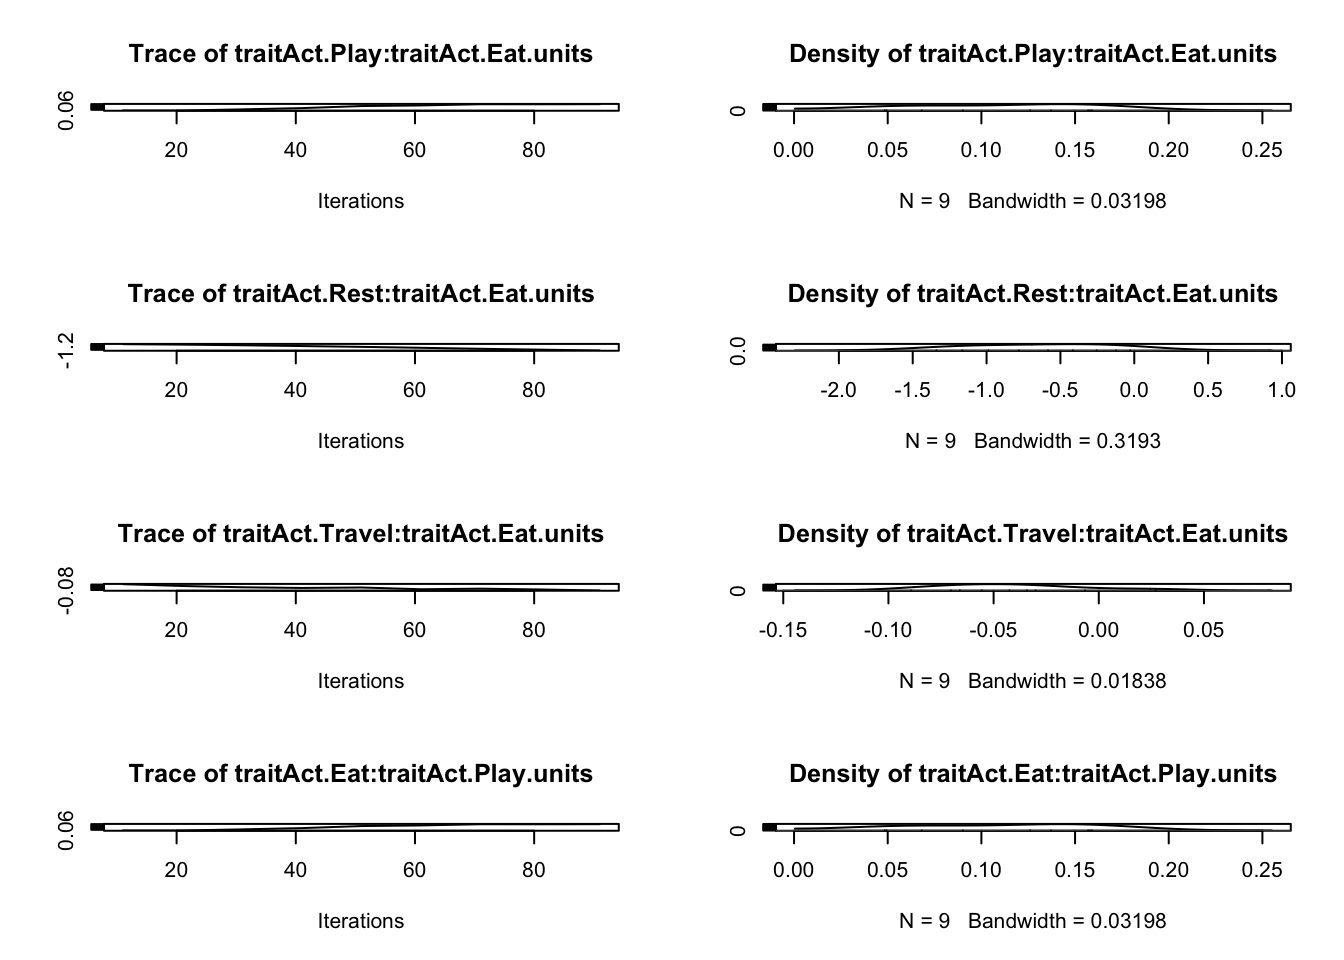 Trace of traitAct.Play:traitAct.Eat.units
0.06
20 40 60 80
Iterations
Density of traitAct.Play:traitAct.Eat.units
0
0.00 0.05 0.10 0.15 0.20 0.25
N = 9 Bandwidth = 0.03198
Trace of traitAct.Rest:traitAct.Eat.units
-1.2
20 40 60 80
Iterations
Density of traitAct.Rest:traitAct.Eat.units
0.0
-2.0 -1.5 -1.0 -0.5 0.0 0.5 1.0
N = 9 Bandwidth = 0.3193
Trace of traitAct.Travel:traitAct.Eat.units
-0.08
20 40 60 80
Iterations
Density of traitAct.Travel:traitAct.Eat.units
0
-0.15 -0.10 -0.05 0.00 0.05
N = 9 Bandwidth = 0.01838
Trace of traitAct.Eat:traitAct.Play.units
0.06
20 40 60 80
Iterations
Density of traitAct.Eat:traitAct.Play.units
0
0.00 0.05 0.10 0.15 0.20 0.25
N = 9 Bandwidth = 0.03198